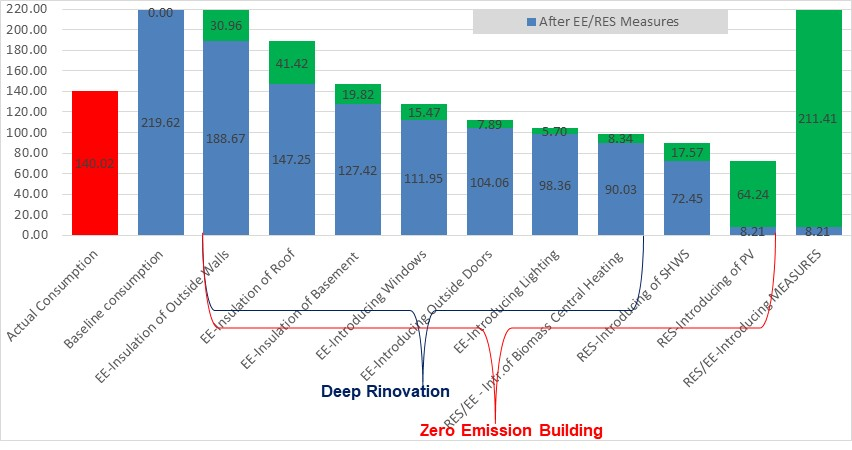 220.00
200.00
180.00
160.00
140.00
120.00
100.00
80.00
60.00
40.00
20.00
0.00
After EE/RES Measures
140.02
0.00
219.62
30.96
188.67
41.42
147.25
19.82
127.42
15.47
111.95
7.89
104.06
5.70
98.36
8.34
90.03
17.57
72.45
64.24
8.21
211.41
8.21
Actual Consumption
Baseline consumption
EE-Insulation of Outside Walls
EE-Insulation of Roof
EE-Insulation of Basement
EE-Introducing Windows
EE-Introducing Outside Doors
EE-Introducing Lighting
RES/EE - Intr.of Biomass Central Heating
RES-Introducing of SHWS
RES-Introducing of PV
RES/EE-Introducing MEASURES
Deep Rinovation
Zero Emission Building